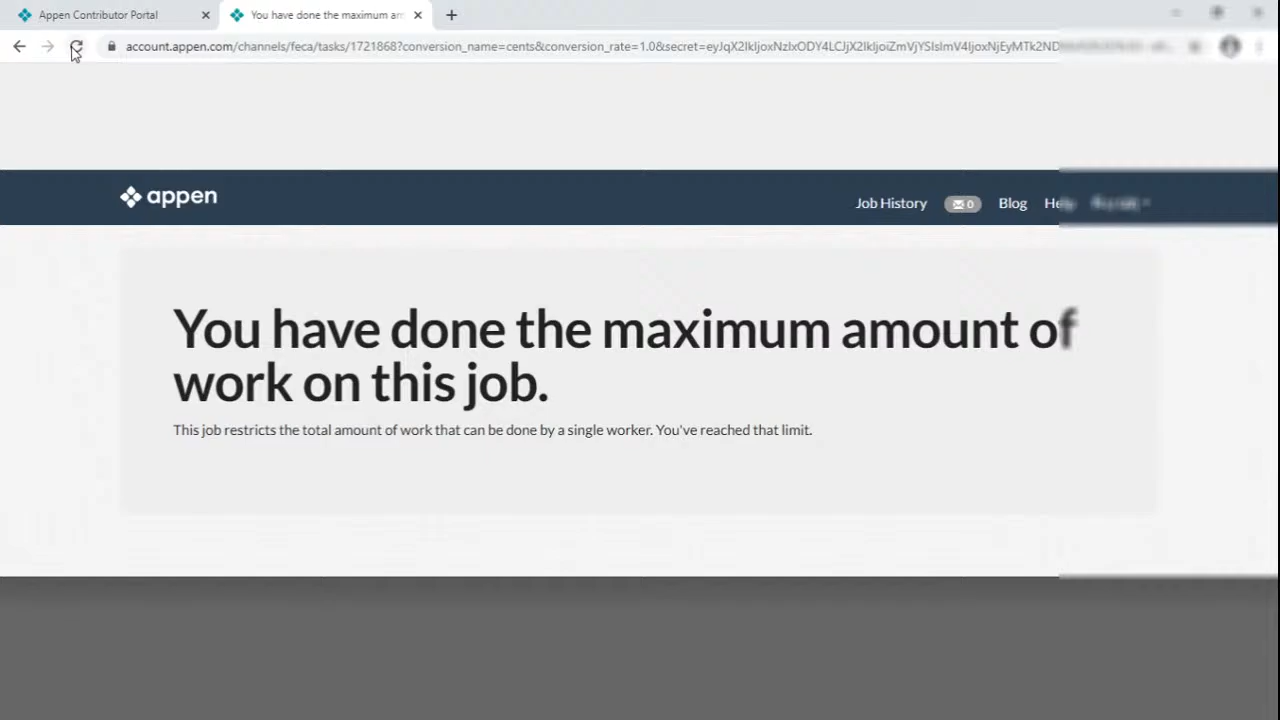 Appen Contributor Portal
You have done the maximum am
account.appen.com/channels/feca/tasks/1721868?conversion_name=cents&conversion_rate=1.0&secret=
appen
Job History 0 Blog Help
You have done the maximum amount of
work on this job.
This job restricts the total amount of work that can be done by a single worker. You've reached that limit.